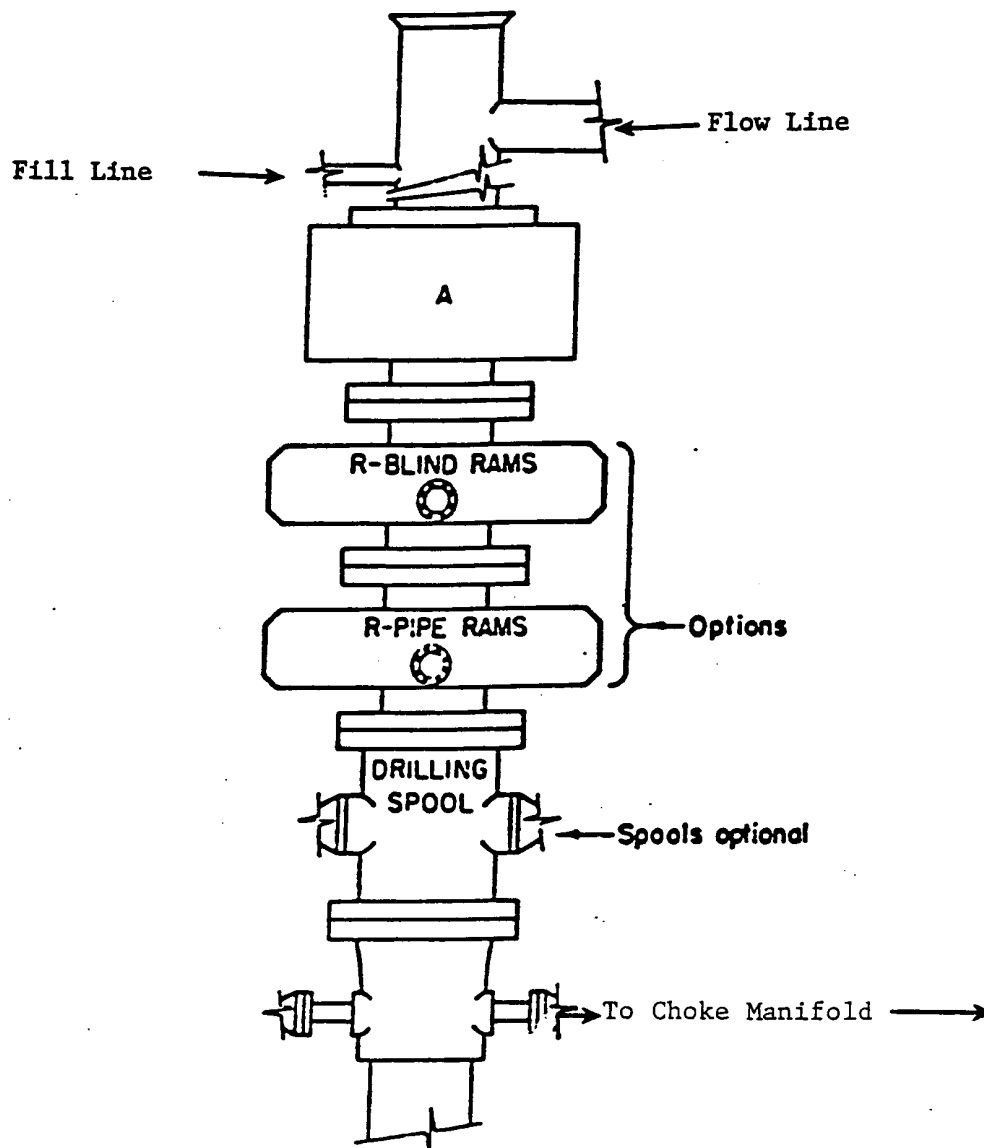 Flow Line
Fill Line
A
R-BLIND RAMS
R-PIPE RAMS
Options
DRILLING
SPOOL
Spools optional
To Choke Manifold